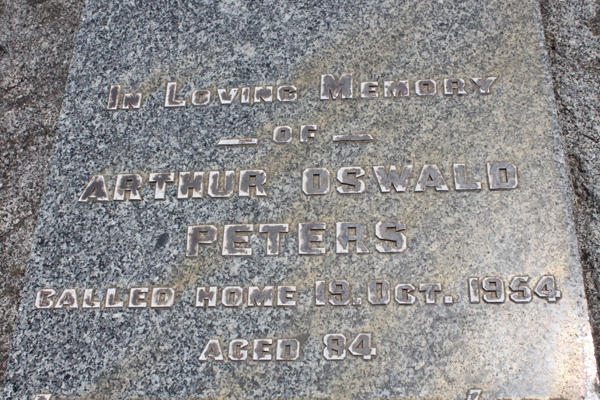 In Loving Memory
— OF —
ARTHUR OSWALD
PETERS
CALLED HOME 19. OCT. 1954
AGED 84